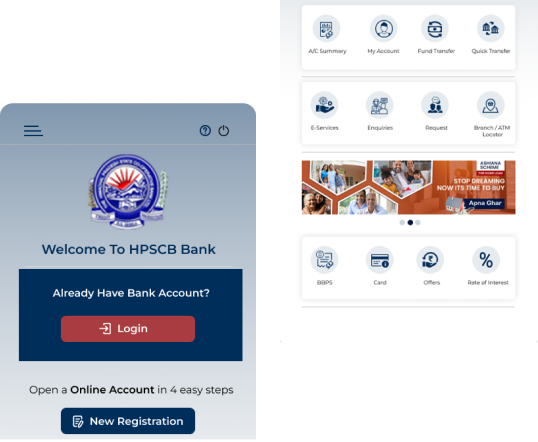 Welcome To HPSCB Bank
Already Have Bank Account?
Login
Open a Online Account in 4 easy steps
New Registration
A/C Summary
My Account
Fund Transfer
Quick Transfer
E-Services
Enquiries
Request
Branch / ATM
Locator
ASHIANA
SCHEME
STOP DREAMING
NOW ITS TIME TO BUY
Apna Ghar
BBPS
Card
Offers
Rate of Interest